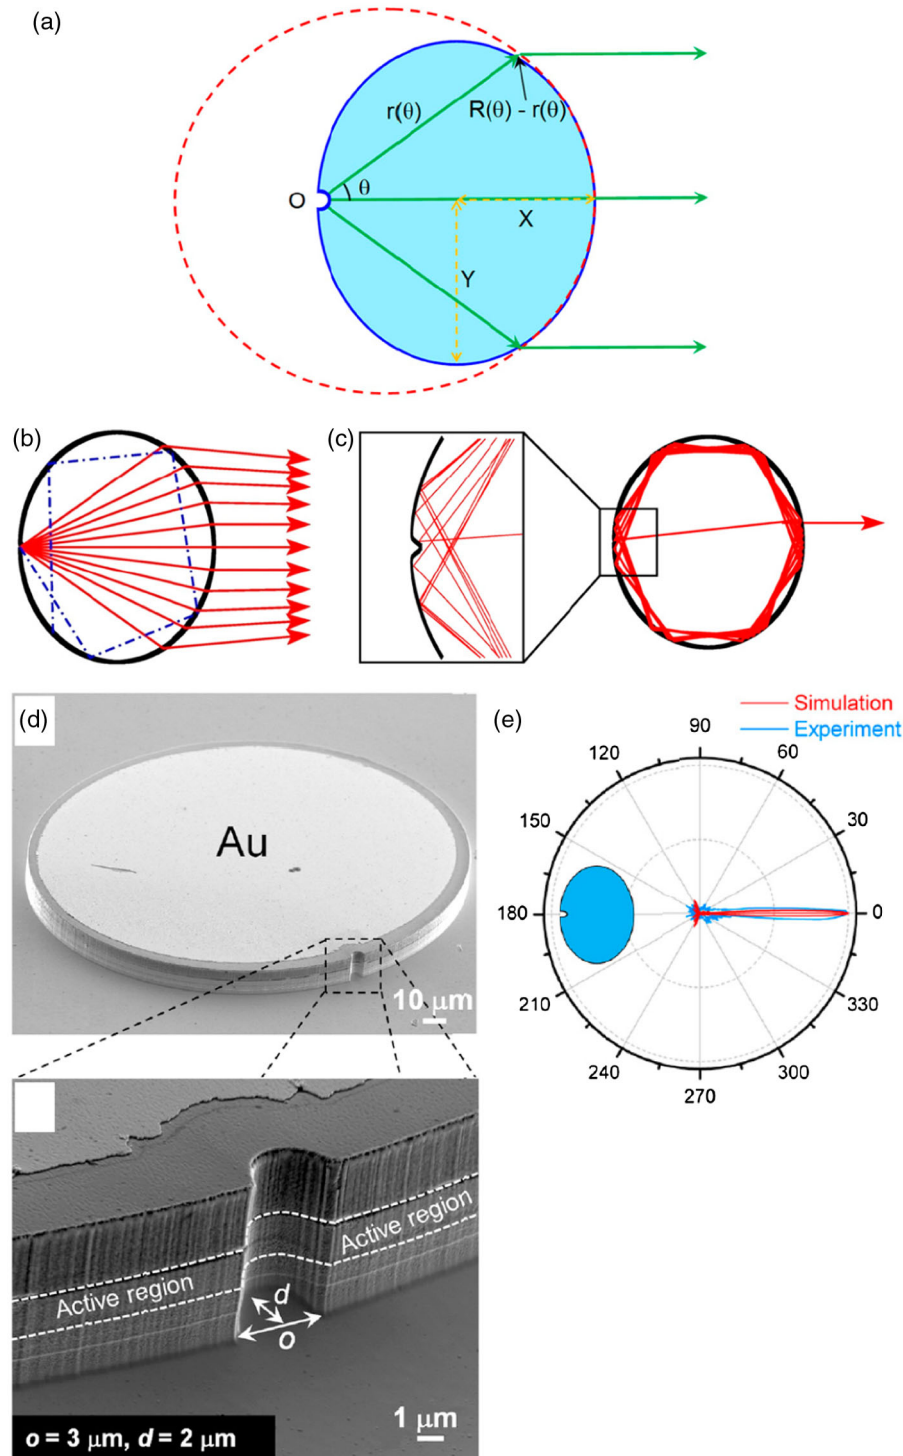 (a)
r(θ)
R(θ) - r(θ)
O
θ
X
Y
(b)
(c)
(d)
Au
10 µm
(e)
Simulation
Experiment
90
120
60
150
30
180
0
210
330
240
300
270
Active region
Active region
d
o
1 µm
o = 3 µm, d = 2 µm